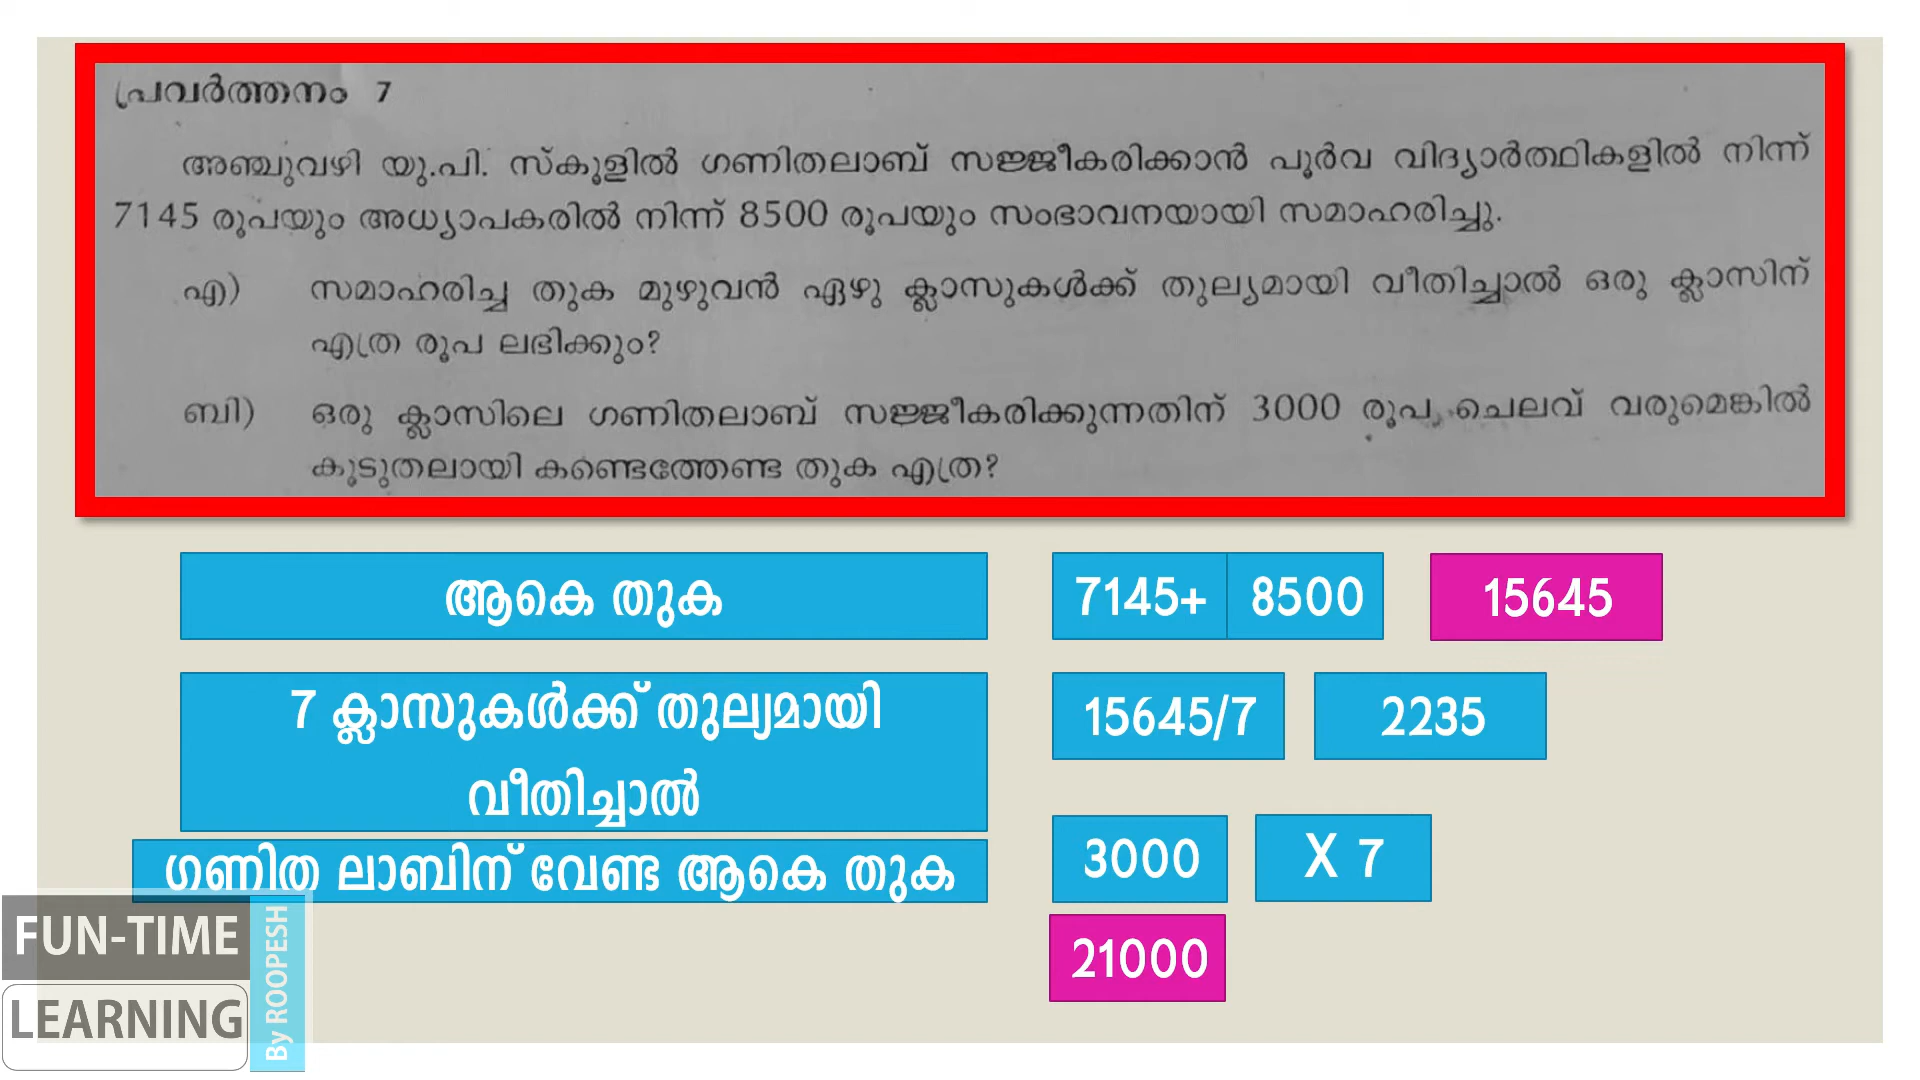 പ്രവർത്തനം 7
അഞ്ചുവഴി യു.പി. സ്കൂളിൽ ഗണിതലാബ് സജ്ജീകരിക്കാൻ പൂർവ വിദ്യാർത്ഥികളിൽ നിന്ന്
7145 രൂപയും അധ്യാപകരിൽ നിന്ന് 8500 രൂപയും സംഭാവനയായി സമാഹരിച്ചു.
എ) സമാഹരിച്ച തുക മുഴുവൻ ഏഴു ക്ലാസുകൾക്ക് തുല്യമായി വീതിച്ചാൽ ഒരു ക്ലാസിന്
എത്ര രൂപ ലഭിക്കും?
ബി) ഒരു ക്ലാസിലെ ഗണിതലാബ് സജ്ജീകരിക്കുന്നതിന് 3000 രൂപ ചെലവ് വരുമെങ്കിൽ
കൂടുതലായി കണ്ടെത്തേണ്ട തുക എത്ര?
ആകെ തുക 7145+ 8500 15645
7 ക്ലാസുകൾക്ക് തുല്യമായി 15645/7 2235
വീതിച്ചാൽ
ഗണിത ലാബിന് വേണ്ട ആകെ തുക 3000 X 7
21000
FUN-TIME
LEARNING
By ROOPESH